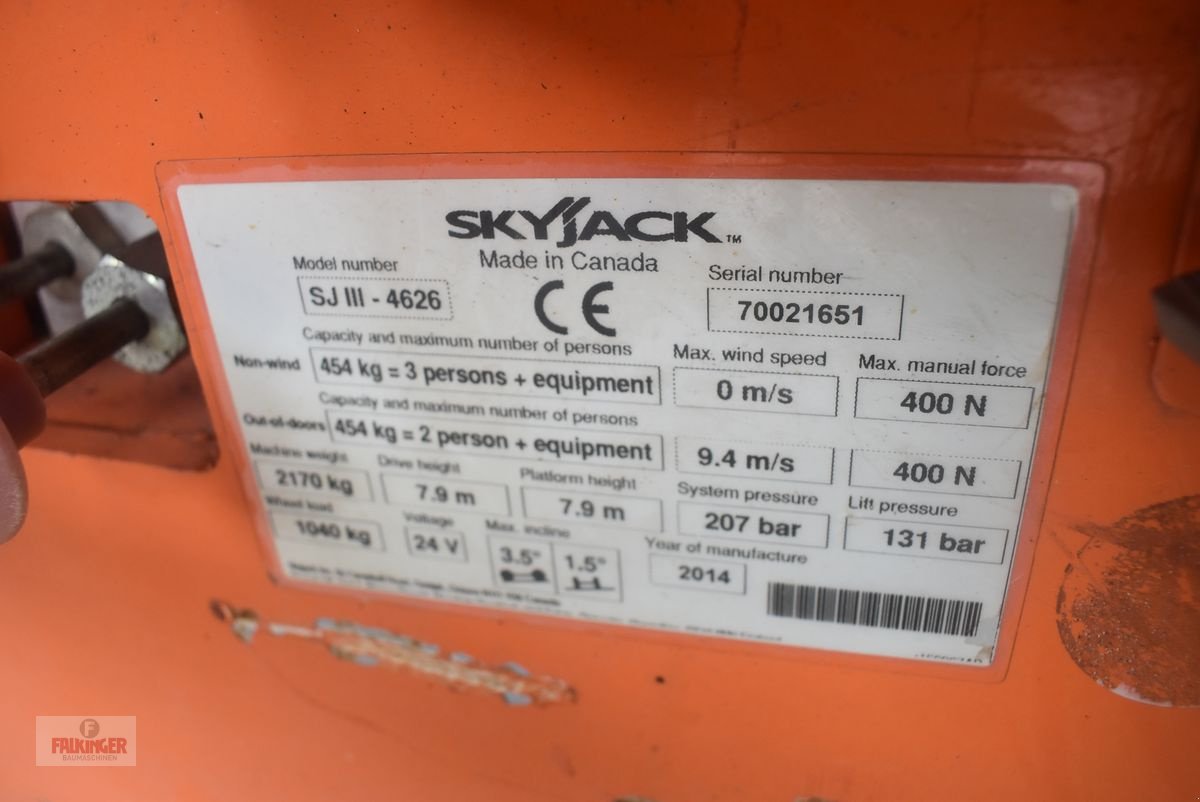 SKYJACK TM
Made in Canada
CE
Model number
SJ III - 4626
Serial number
70021651
Capacity and maximum number of persons
Non-wind 454 kg = 3 persons + equipment
Max. wind speed
0 m/s
Max. manual force
400 N
Capacity and maximum number of persons
Out-of-doors 454 kg = 2 person + equipment
9.4 m/s
400 N
Machine weight
2170 kg
Drive height
7.9 m
Platform height
7.9 m
System pressure
207 bar
Lift pressure
131 bar
Wheel load
1040 kg
Voltage
24 V
Max. incline
3.5° 1.5°
Year of manufacture
2014
F
FALKINGER
BAUMASCHINEN